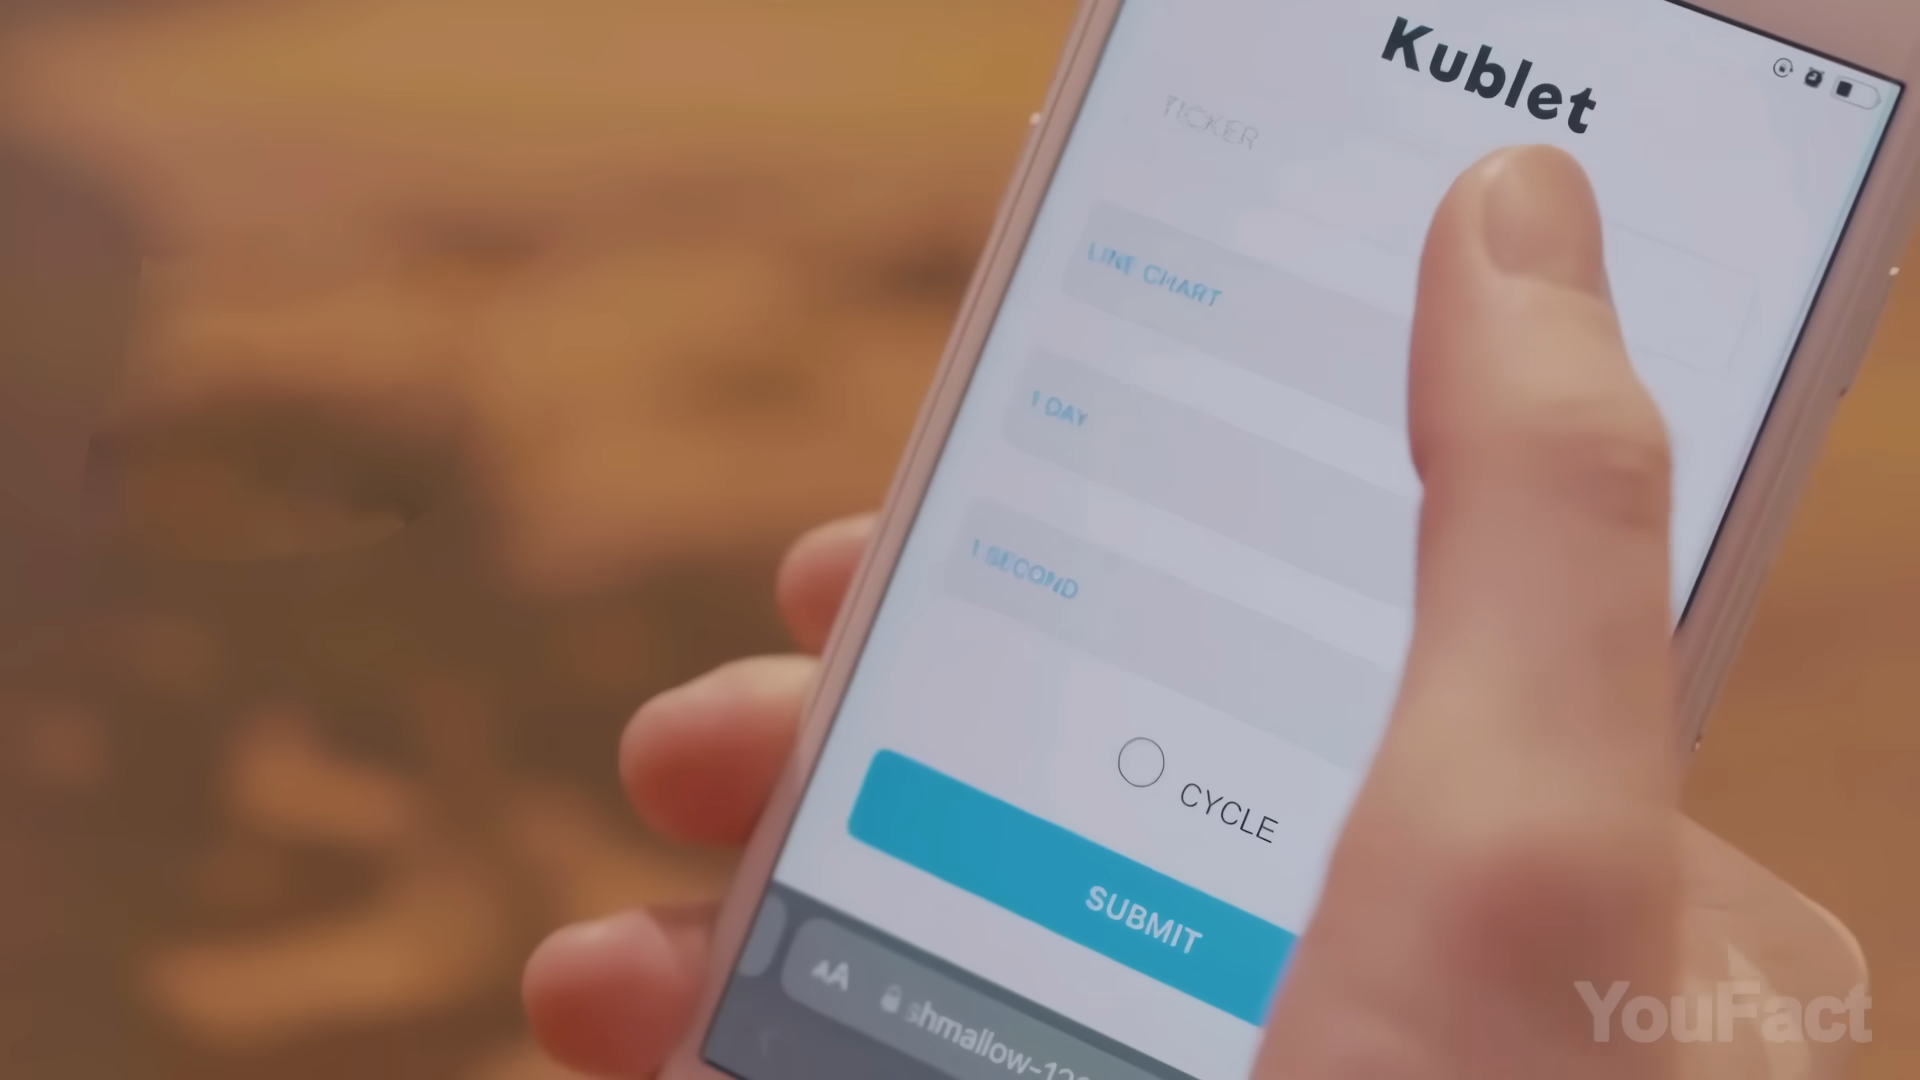 Kublet
TICKER
LINE CHART
1 DAY
1 SECOND
CYCLE
SUBMIT
AA
YouFact